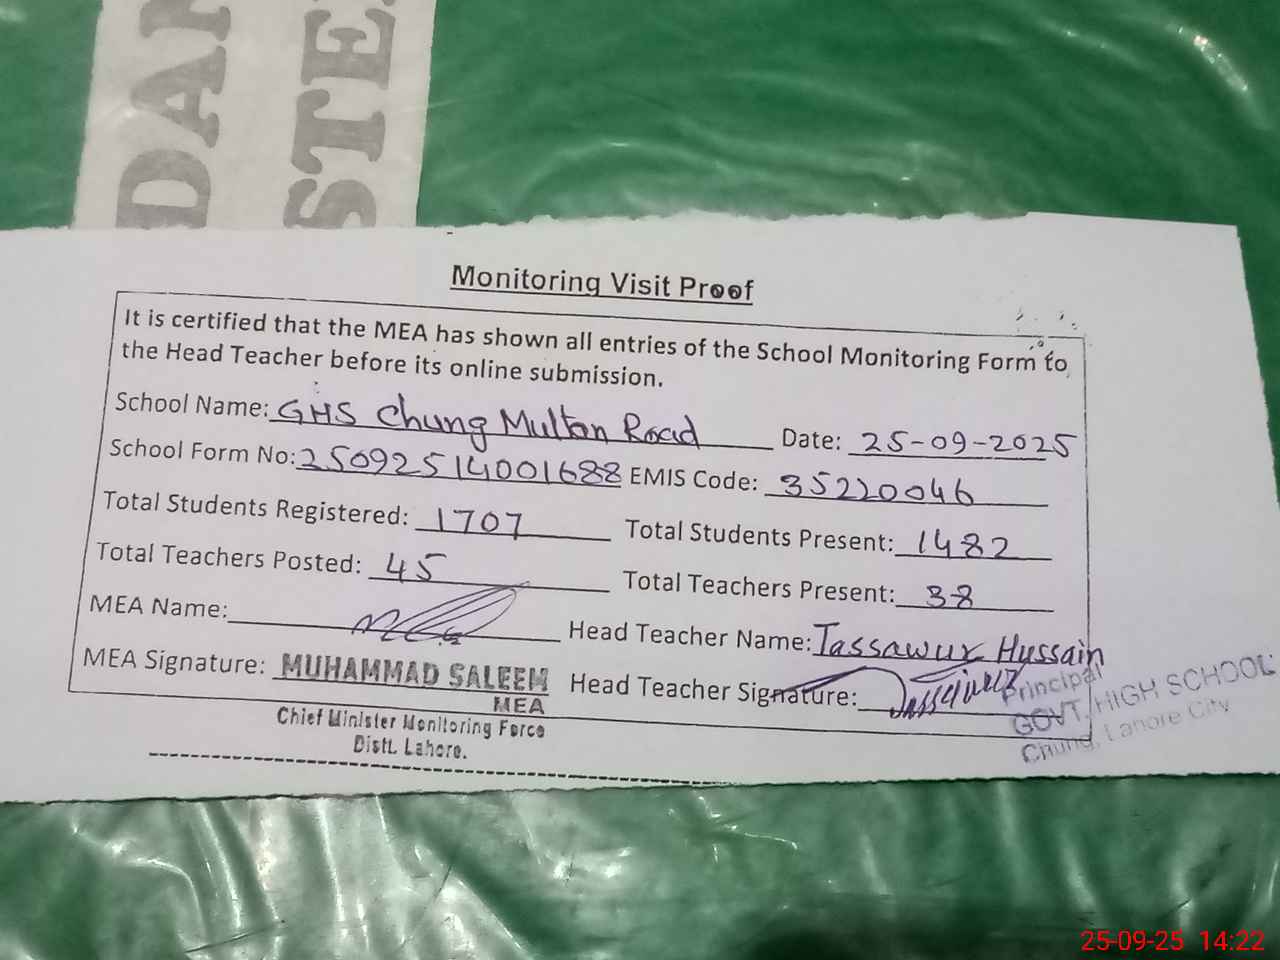 DAN
STE
Monitoring Visit Proof
It is certified that the MEA has shown all entries of the School Monitoring Form to
the Head Teacher before its online submission.
School Name: GHS Chung Multan Road Date: 25-09-2025
School Form No: 25092514001688 EMIS Code: 35220046
Total Students Registered: 1707 Total Students Present: 1482
Total Teachers Posted: 45 Total Teachers Present: 38
MEA Name: Head Teacher Name: Tassawur Hussain
MEA Signature: MUHAMMAD SALEEM Head Teacher Signature:
MEA
Chief Minister Monitoring Force
Distt. Lahore.
Principal
GOVT. HIGH SCHOOL
Chung, Lahore City
25-09-25 14:22